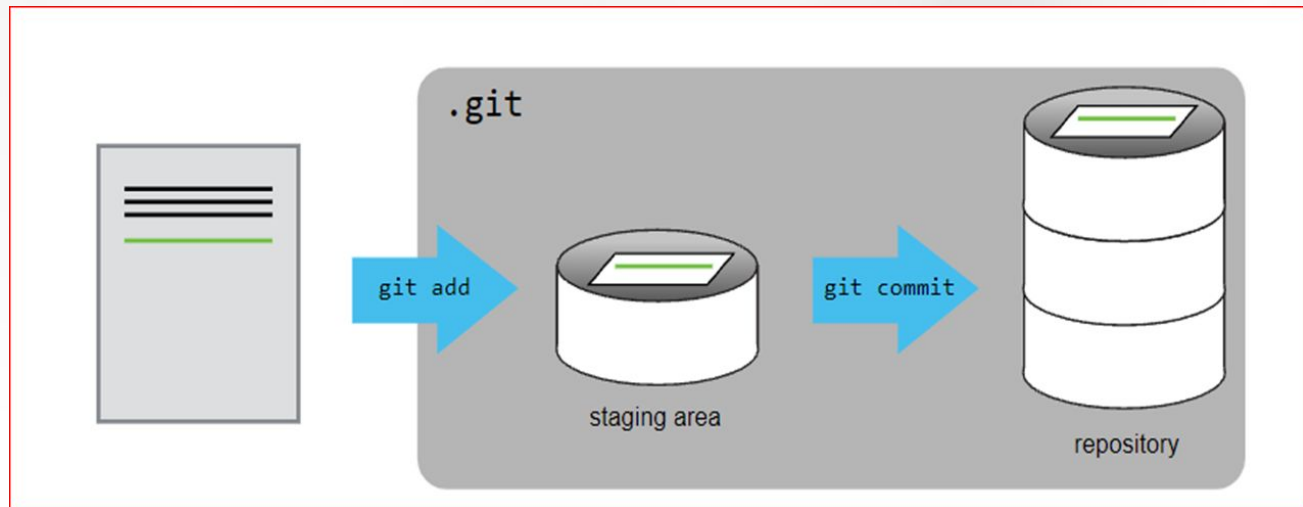 .git
git add
staging area
git commit
repository